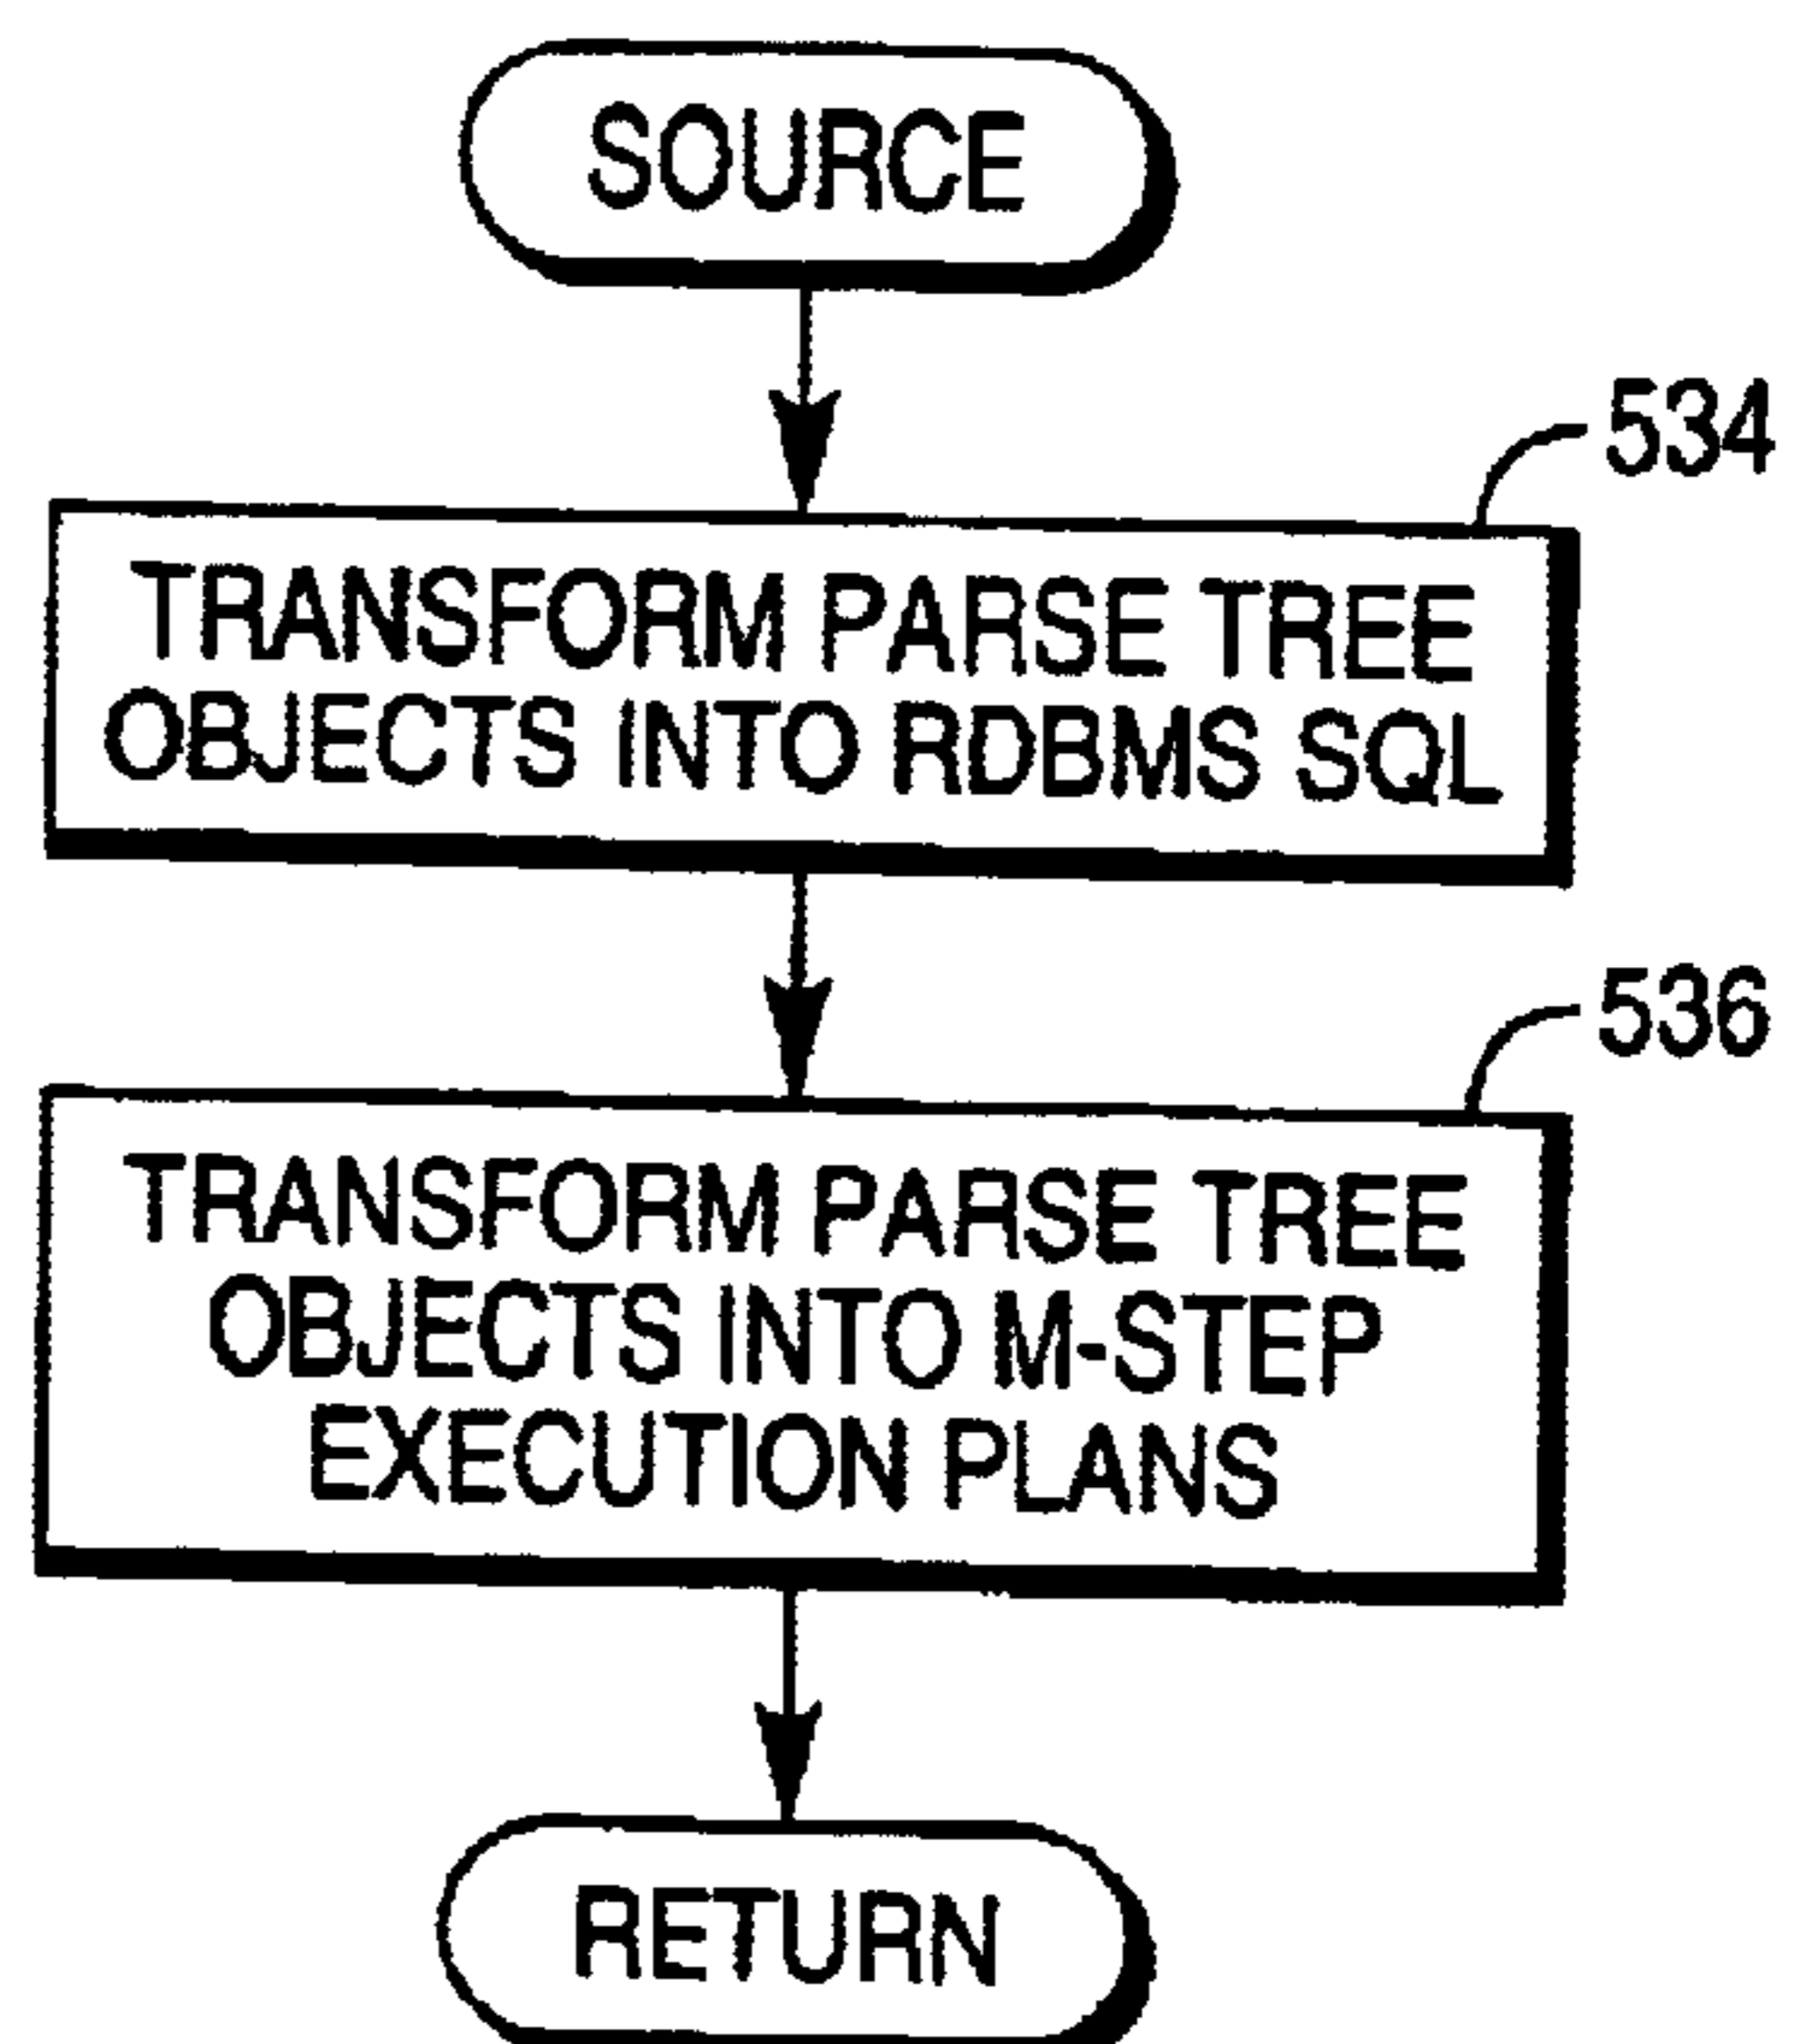 SOURCE
534
TRANSFORM PARSE TREE
OBJECTS INTO RDBMS SQL
536
TRANSFORM PARSE TREE
OBJECTS INTO M-STEP
EXECUTION PLANS
RETURN